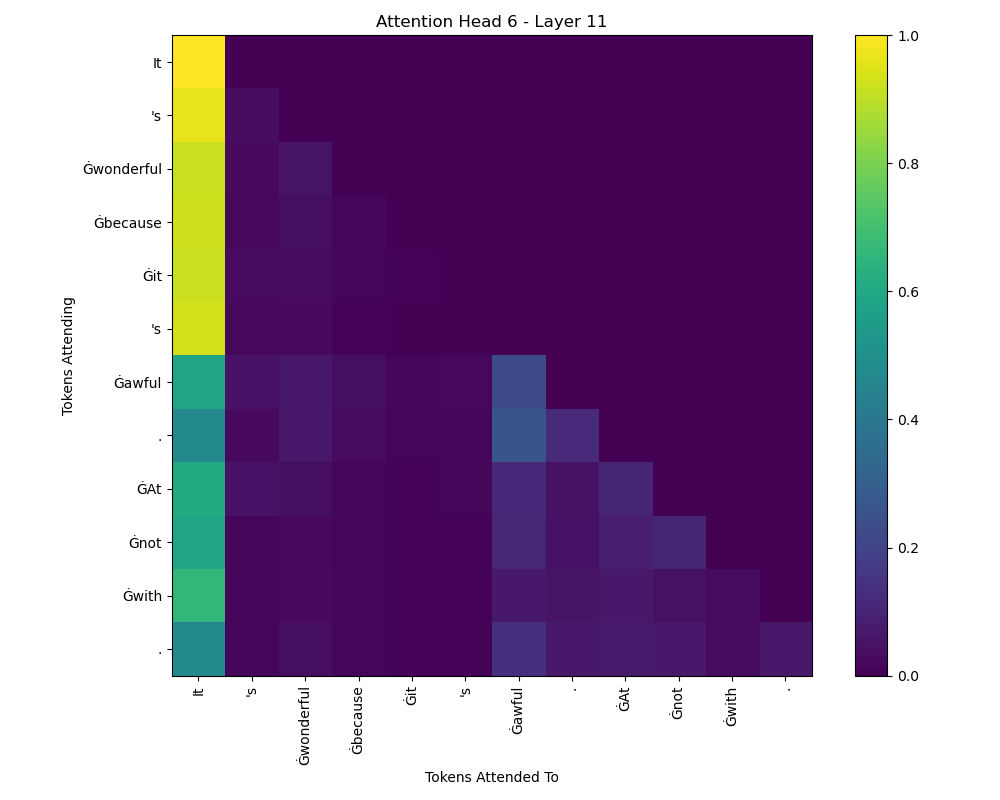 Attention Head 6 - Layer 11
Tokens Attending
It
's
Ġwonderful
Ġbecause
Ġit
's
Ġawful
.
ĠAt
Ġnot
Ġwith
.
It
's
Ġwonderful
Ġbecause
Ġit
's
Ġawful
.
ĠAt
Ġnot
Ġwith
.
Tokens Attended To
1.0
0.8
0.6
0.4
0.2
0.0